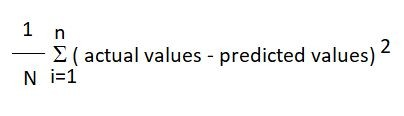 1 n
Σ ( actual values - predicted values) 2
N i=1